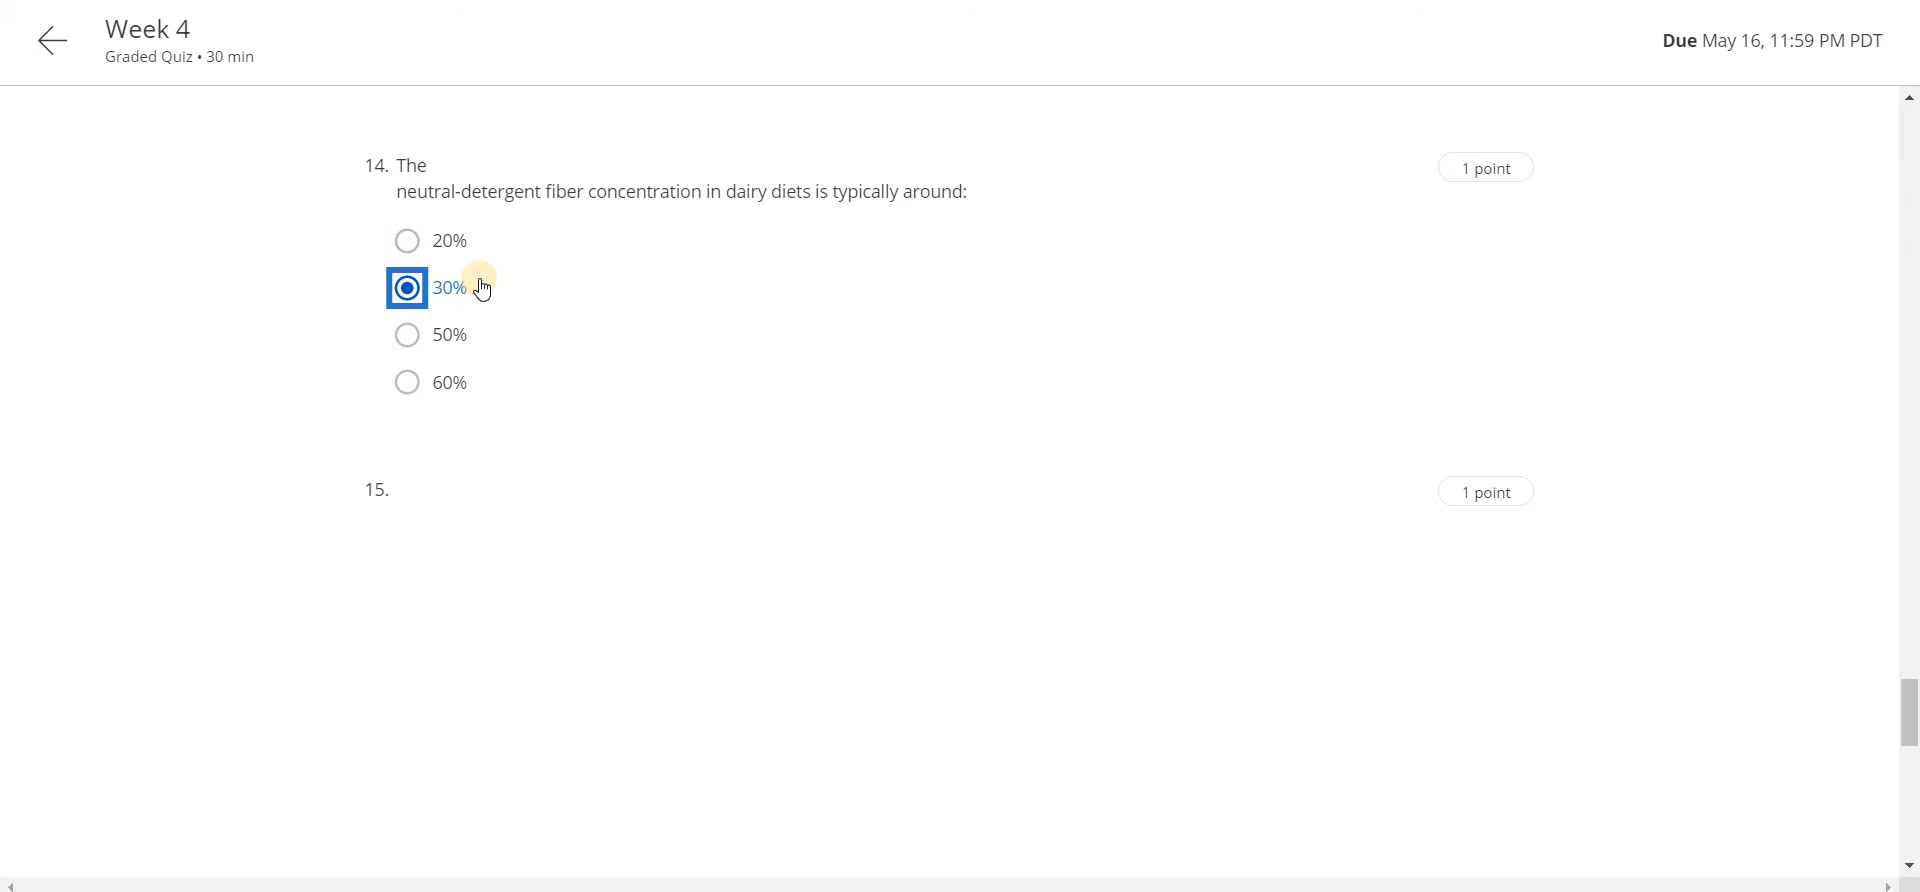 Week 4
Graded Quiz • 30 min
Due May 16, 11:59 PM PDT
14. The
1 point
neutral-detergent fiber concentration in dairy diets is typically around:
20%
30%
50%
60%
15.
1 point